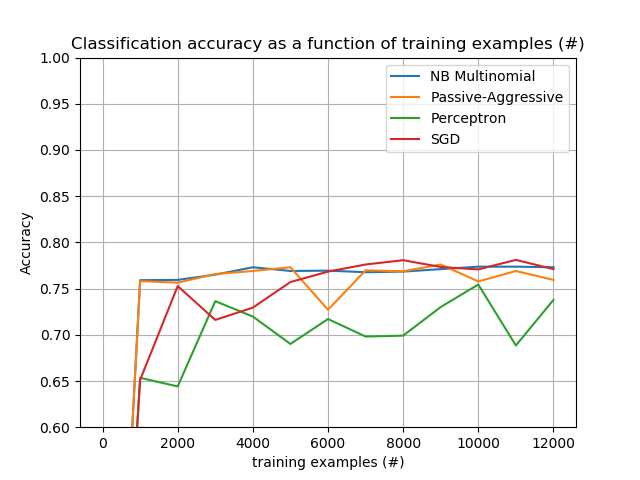 Classification accuracy as a function of training examples (#)
1.00
0.95
0.90
0.85
0.80
0.75
0.70
0.65
0.60
Accuracy
NB Multinomial
Passive-Aggressive
Perceptron
SGD
0 2000 4000 6000 8000 10000 12000
training examples (#)